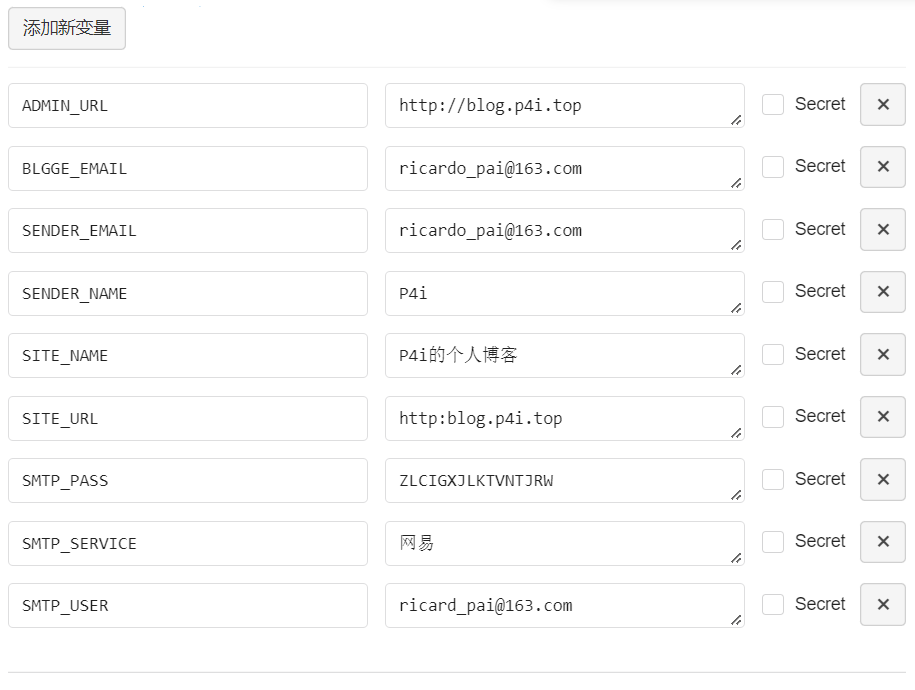 添加新变量
ADMIN_URL http://blog.p4i.top Secret ×
BLGGE_EMAIL ricardo_pai@163.com Secret ×
SENDER_EMAIL ricardo_pai@163.com Secret ×
SENDER_NAME P4i Secret ×
SITE_NAME P4i的个人博客 Secret ×
SITE_URL http:blog.p4i.top Secret ×
SMTP_PASS ZLCIGXJLKTVNTJRW Secret ×
SMTP_SERVICE 网易 Secret ×
SMTP_USER ricard_pai@163.com Secret ×